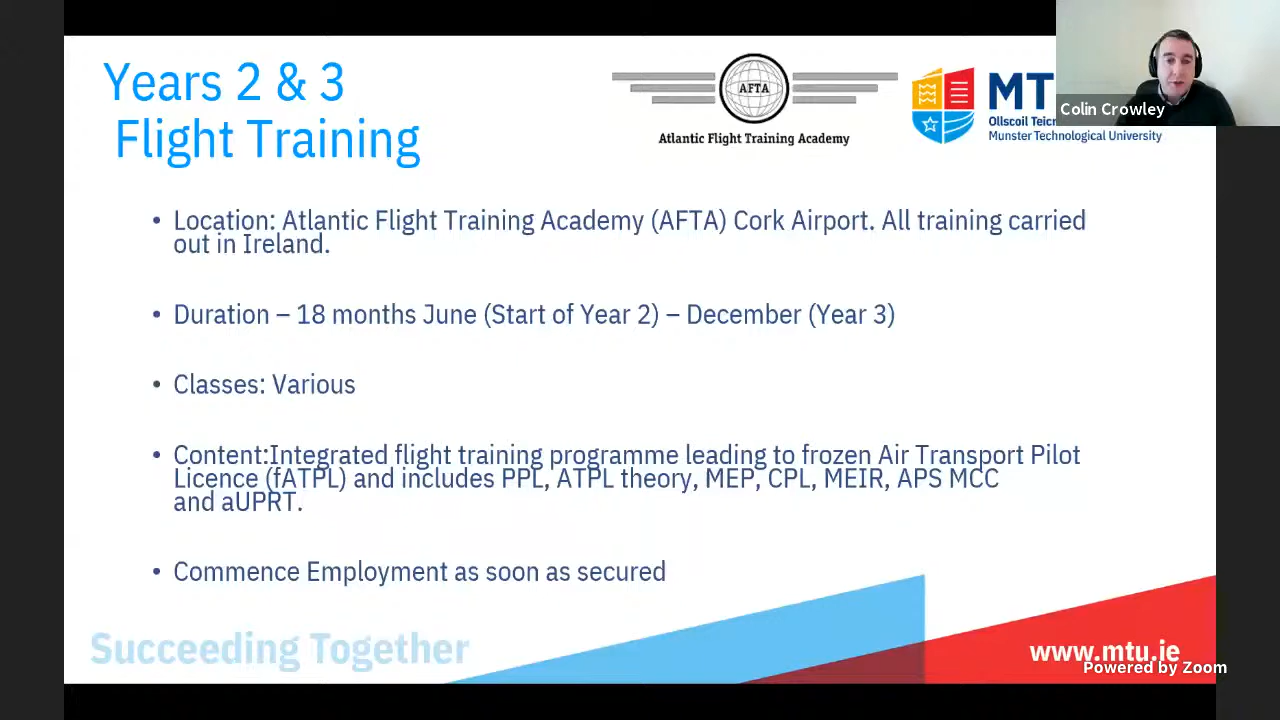 Years 2 & 3
Flight Training
AFTA
Atlantic Flight Training Academy
MT
Ollscoil
Munster Technological University
Colin Crowley
• Location: Atlantic Flight Training Academy (AFTA) Cork Airport. All training carried
out in Ireland.
• Duration – 18 months June (Start of Year 2) – December (Year 3)
• Classes: Various
• Content:Integrated flight training programme leading to frozen Air Transport Pilot
Licence (fATPL) and includes PPL, ATPL theory, MEP, CPL, MEIR, APS MCC
and aUPRT.
• Commence Employment as soon as secured
Succeeding Together
www.mtu.ie
Powered by Zoom